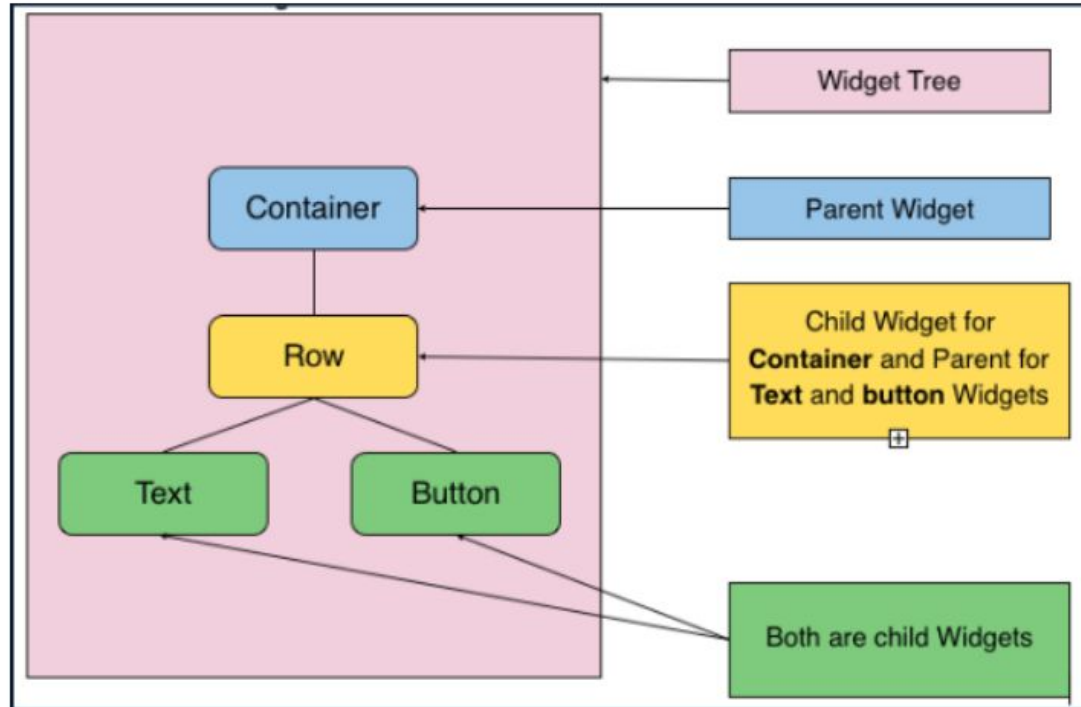 Widget Tree
Container
Parent Widget
Row
Child Widget for
Container and Parent for
Text and button Widgets
Text
Button
Both are child Widgets